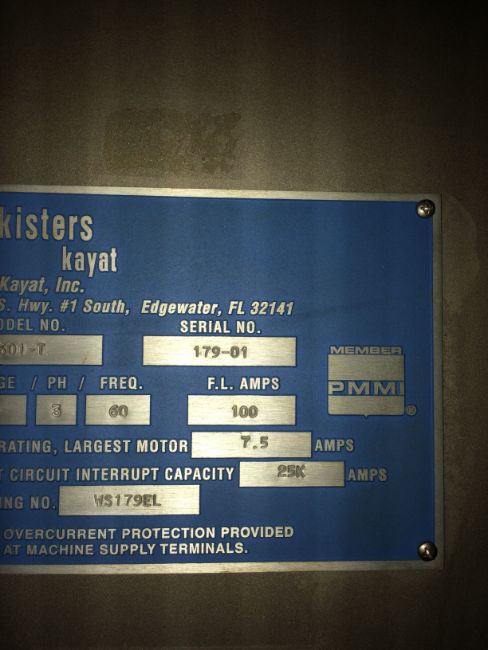 kisters
kayat
Kayat, Inc.
S. Hwy. #1 South, Edgewater, FL 32141
ODEL NO. SERIAL NO.
01-T 179-01
MEMBER
PMMI
®
GE / PH / FREQ. F.L. AMPS
3 60 100
RATING, LARGEST MOTOR 7.5 AMPS
T CIRCUIT INTERRUPT CAPACITY 25K AMPS
NG NO. WS179EL
OVERCURRENT PROTECTION PROVIDED
AT MACHINE SUPPLY TERMINALS.